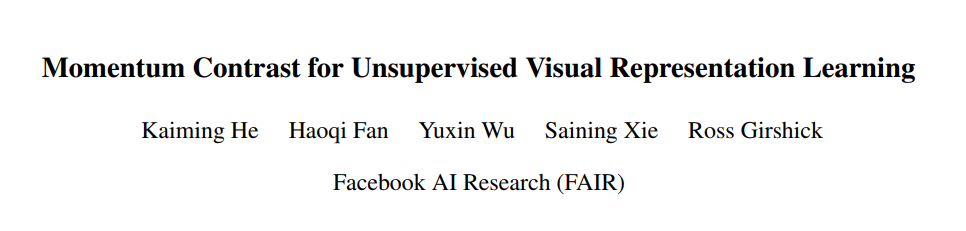 Momentum Contrast for Unsupervised Visual Representation Learning
Kaiming He Haoqi Fan Yuxin Wu Saining Xie Ross Girshick
Facebook AI Research (FAIR)